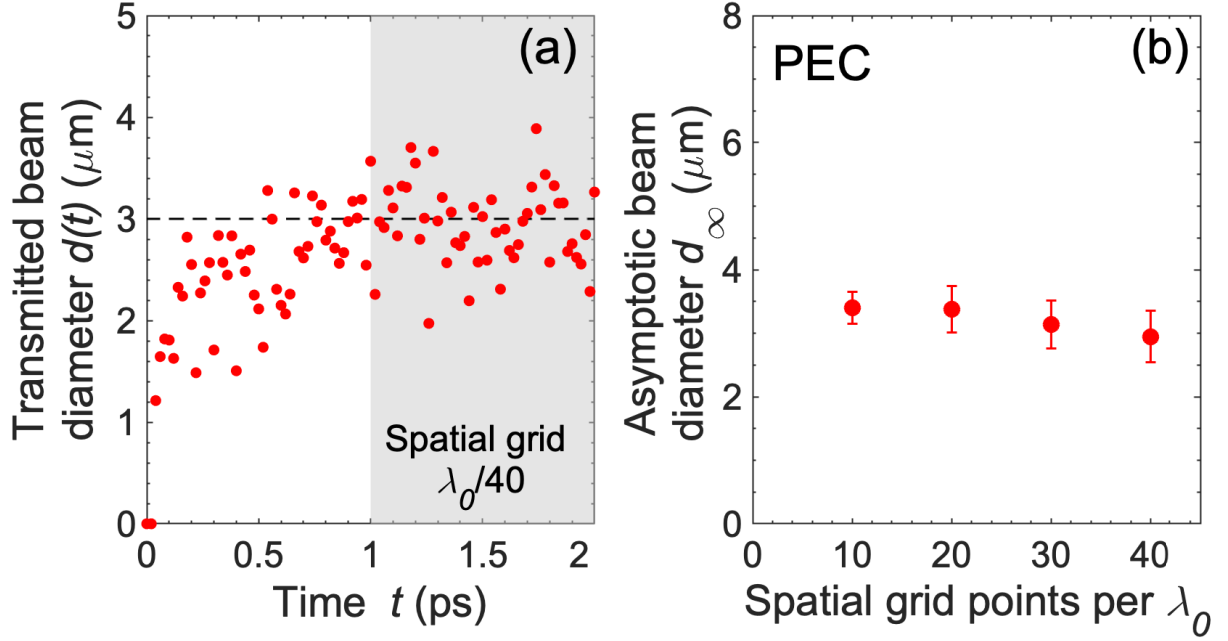 (a)
Transmitted beam
diameter d(t) (μm)
5
4
3
2
1
0
Spatial grid
λ0/40
0
0.5
1
1.5
2
Time t (ps)
(b)
PEC
Asymptotic beam
diameter d∞ (μm)
8
6
4
2
0
0
10
20
30
40
Spatial grid points per λ0